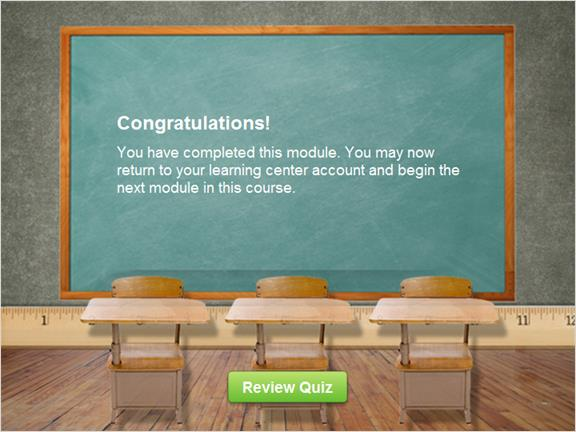 Congratulations!
You have completed this module. You may now
return to your learning center account and begin the
next module in this course.
1 11 12
Review Quiz